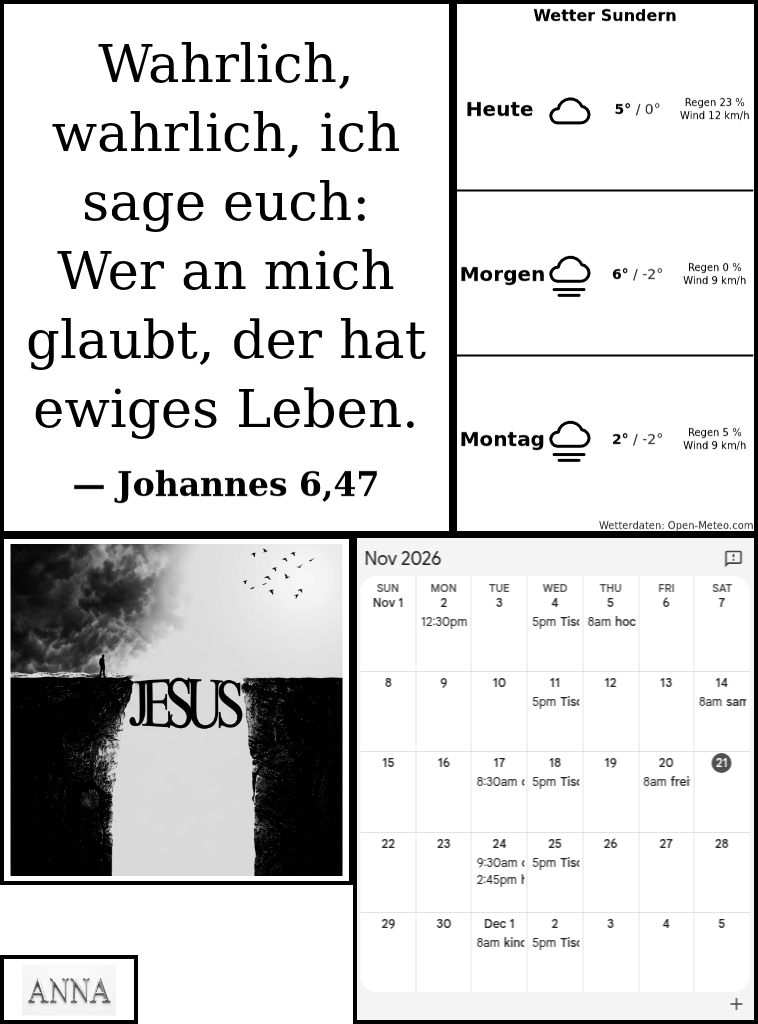 Wahrlich,
wahrlich, ich
sage euch:
Wer an mich
glaubt, der hat
ewiges Leben.
— Johannes 6,47
Wetter Sundern
Heute 5° / 0° Regen 23 %
Wind 12 km/h
Morgen 6° / -2° Regen 0 %
Wind 9 km/h
Montag 2° / -2° Regen 5 %
Wind 9 km/h
Wetterdaten: Open-Meteo.com
JESUS
ANNA
Nov 2026
SUN MON TUE WED THU FRI SAT
Nov 1 2 3 4 5 6 7
12:30pm 5pm Tisc 8am hoc
8 9 10 11 12 13 14
5pm Tisc 8am sam
15 16 17 18 19 20 21
8:30am 5pm Tisc 8am frei
22 23 24 25 26 27 28
9:30am 5pm Tisc
2:45pm
29 30 Dec 1 2 3 4 5
8am kind 5pm Tisc
+